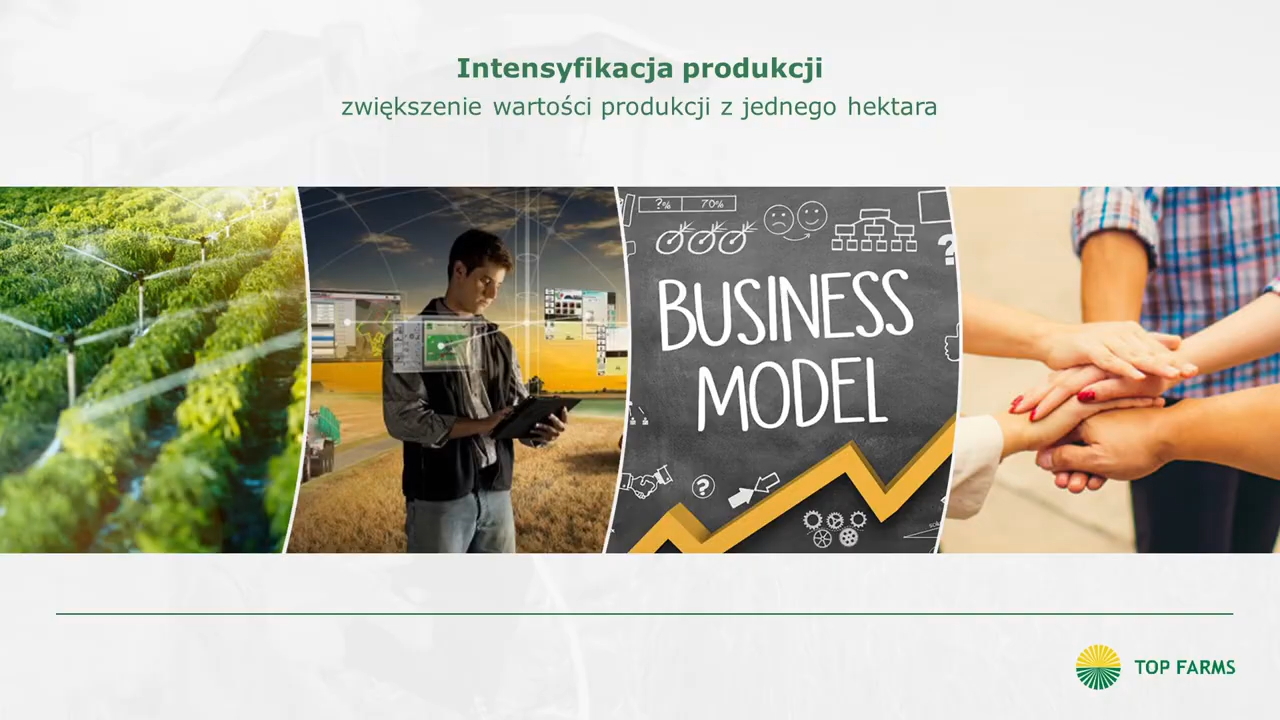 Intensyfikacja produkcji
zwiększenie wartości produkcji z jednego hektara
?% 70%
BUSINESS
MODEL
?
?
TOP FARMS